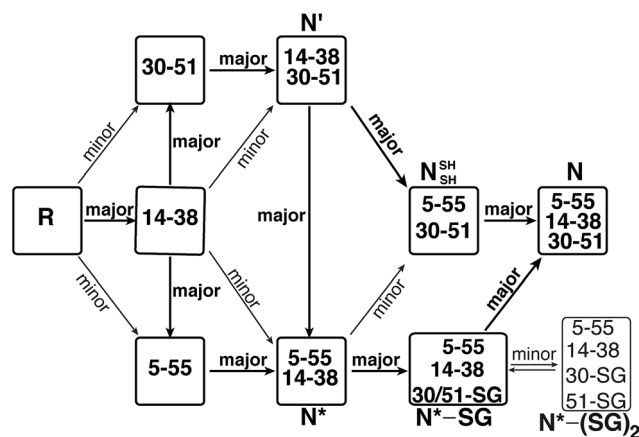 N'
30-51
major
14-38
30-51
minor
major
minor
major
N SH SH
N
R
major
14-38
major
5-55
30-51
major
5-55
14-38
30-51
minor
major
minor
minor
major
5-55
major
5-55
14-38
major
5-55
14-38
30/51-SG
minor
5-55
14-38
30-SG
51-SG
N*
N*–SG
N*–(SG)2